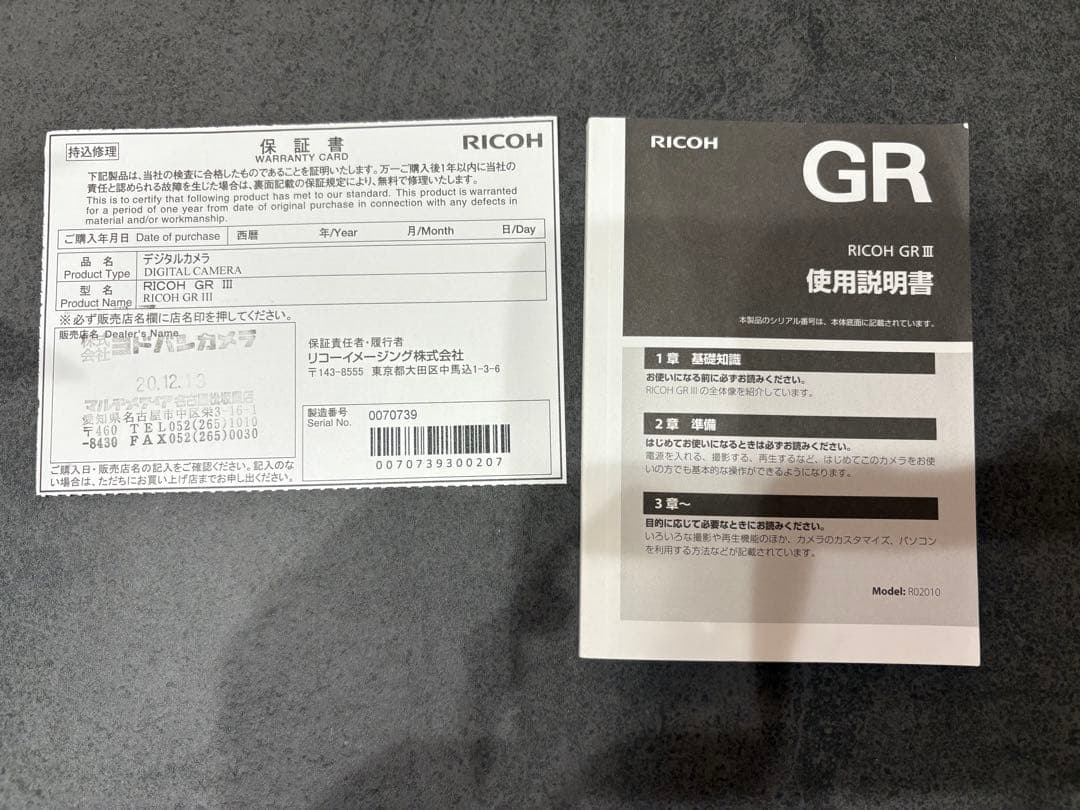 持込修理
保証書
WARRANTY CARD
RICOH
下記製品は、当社の検査に合格したものであることを証明いたします。万一ご購入後1年以内に当社の
責任と認められる故障を生じた場合は、裏面記載の保証規定により、無料で修理いたします。
This is to certify that following product has met to our standard. This product is warranted
for a period of one year from date of original purchase in connection with any defects in
material and/or workmanship.
ご購入年月日 Date of purchase 西暦 年/Year 月/Month 日/Day
品名 デジタルカメラ
Product Type DIGITAL CAMERA
型名 RICOH GR III
Product Name RICOH GR III
※必ず販売店名欄に店名印を押してください。
販売店名 Dealer's Name
株式会社 ヨドバシカメラ
20.12.13
マルチメディア名古屋松坂屋店
愛知県名古屋市中区栄3-16-1
〒460 TEL052(265)1010
-8430 FAX052(265)0030
ご購入日・販売店名の記入をご確認ください。記入のな
い場合は、ただちにお買い上げ店までお申し出ください。
保証責任者・履行者
リコーイメージング株式会社
〒143-8555 東京都大田区中馬込1-3-6
製造番号 0070739
Serial No.
0070739300207
RICOH
GR
RICOH GR III
使用説明書
本製品のシリアル番号は、本体底面に記載されています。
1章 基礎知識
お使いになる前に必ずお読みください。
RICOH GR III の全体像を紹介しています。
2章 準備
はじめてお使いになるときは必ずお読みください。
電源を入れる、撮影する、再生するなど、はじめてこのカメラをお使
いの方でも基本的な操作ができるようになります。
3章〜
目的に応じて必要なときにお読みください。
いろいろな撮影や再生機能のほか、カメラのカスタマイズ、パソコン
を利用する方法などが記載されています。
Model: R02010